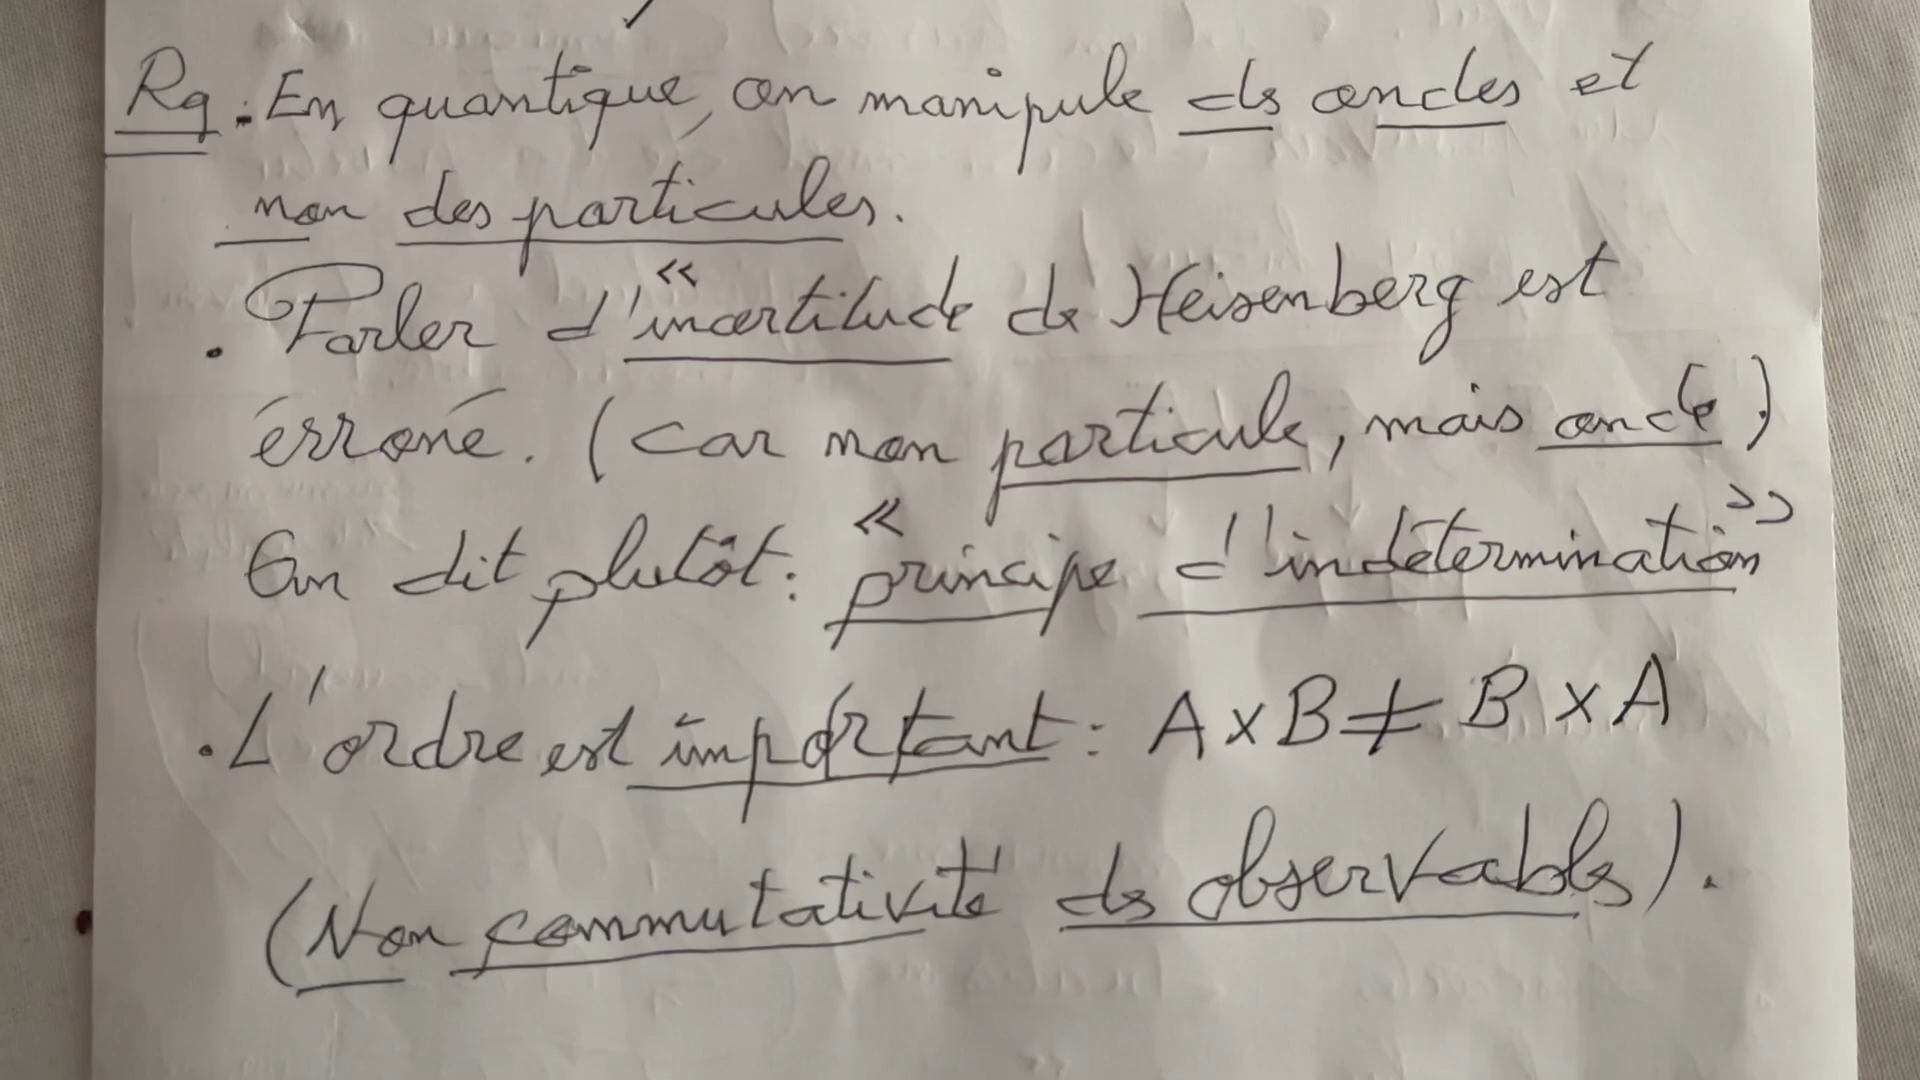 Rq : En quantique, on manipule des ondes et
non des particules.
. Parler d'«incertitude de Heisenberg est
érroné. (car non particule, mais onde)
On dit plutôt : «principe d'indétermination»
. L'ordre est important : A x B ≠ B x A
(Non commutativité des observables).